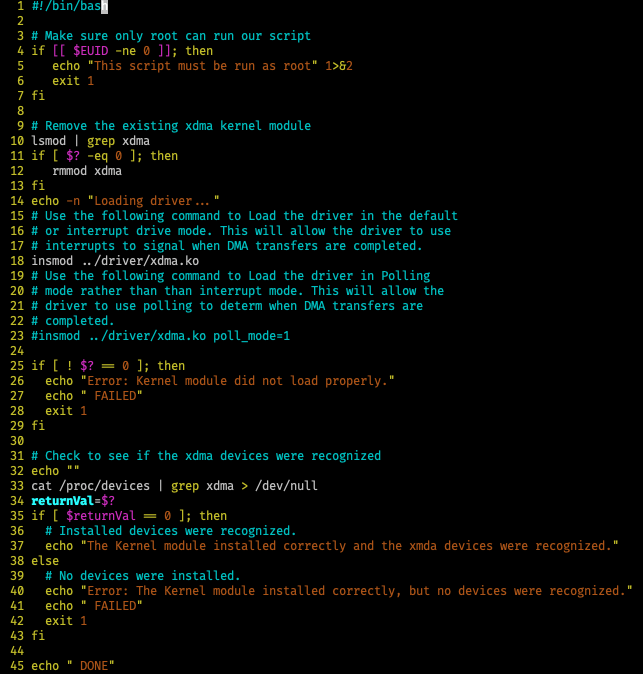 1 #!/bin/bash
2
3 # Make sure only root can run our script
4 if [[ $EUID -ne 0 ]]; then
5    echo "This script must be run as root" 1>&2
6    exit 1
7 fi
8
9 # Remove the existing xdma kernel module
10 lsmod | grep xdma
11 if [ $? -eq 0 ]; then
12    rmmod xdma
13 fi
14 echo -n "Loading driver..."
15 # Use the following command to Load the driver in the default
16 # or interrupt drive mode. This will allow the driver to use
17 # interrupts to signal when DMA transfers are completed.
18 insmod ../driver/xdma.ko
19 # Use the following command to Load the driver in Polling
20 # mode rather than than interrupt mode. This will allow the
21 # driver to use polling to determ when DMA transfers are
22 # completed.
23 #insmod ../driver/xdma.ko poll_mode=1
24
25 if [ ! $? == 0 ]; then
26   echo "Error: Kernel module did not load properly."
27   echo " FAILED"
28   exit 1
29 fi
30
31 # Check to see if the xdma devices were recognized
32 echo ""
33 cat /proc/devices | grep xdma > /dev/null
34 returnVal=$?
35 if [ $returnVal == 0 ]; then
36   # Installed devices were recognized.
37   echo "The Kernel module installed correctly and the xmda devices were recognized."
38 else
39   # No devices were installed.
40   echo "Error: The Kernel module installed correctly, but no devices were recognized."
41   echo " FAILED"
42   exit 1
43 fi
44
45 echo " DONE"